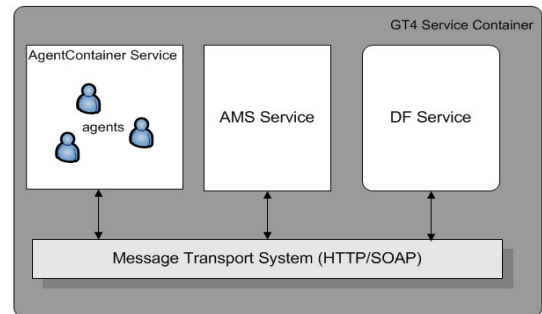 GT4 Service Container
AgentContainer Service
agents
AMS Service
DF Service
Message Transport System (HTTP/SOAP)